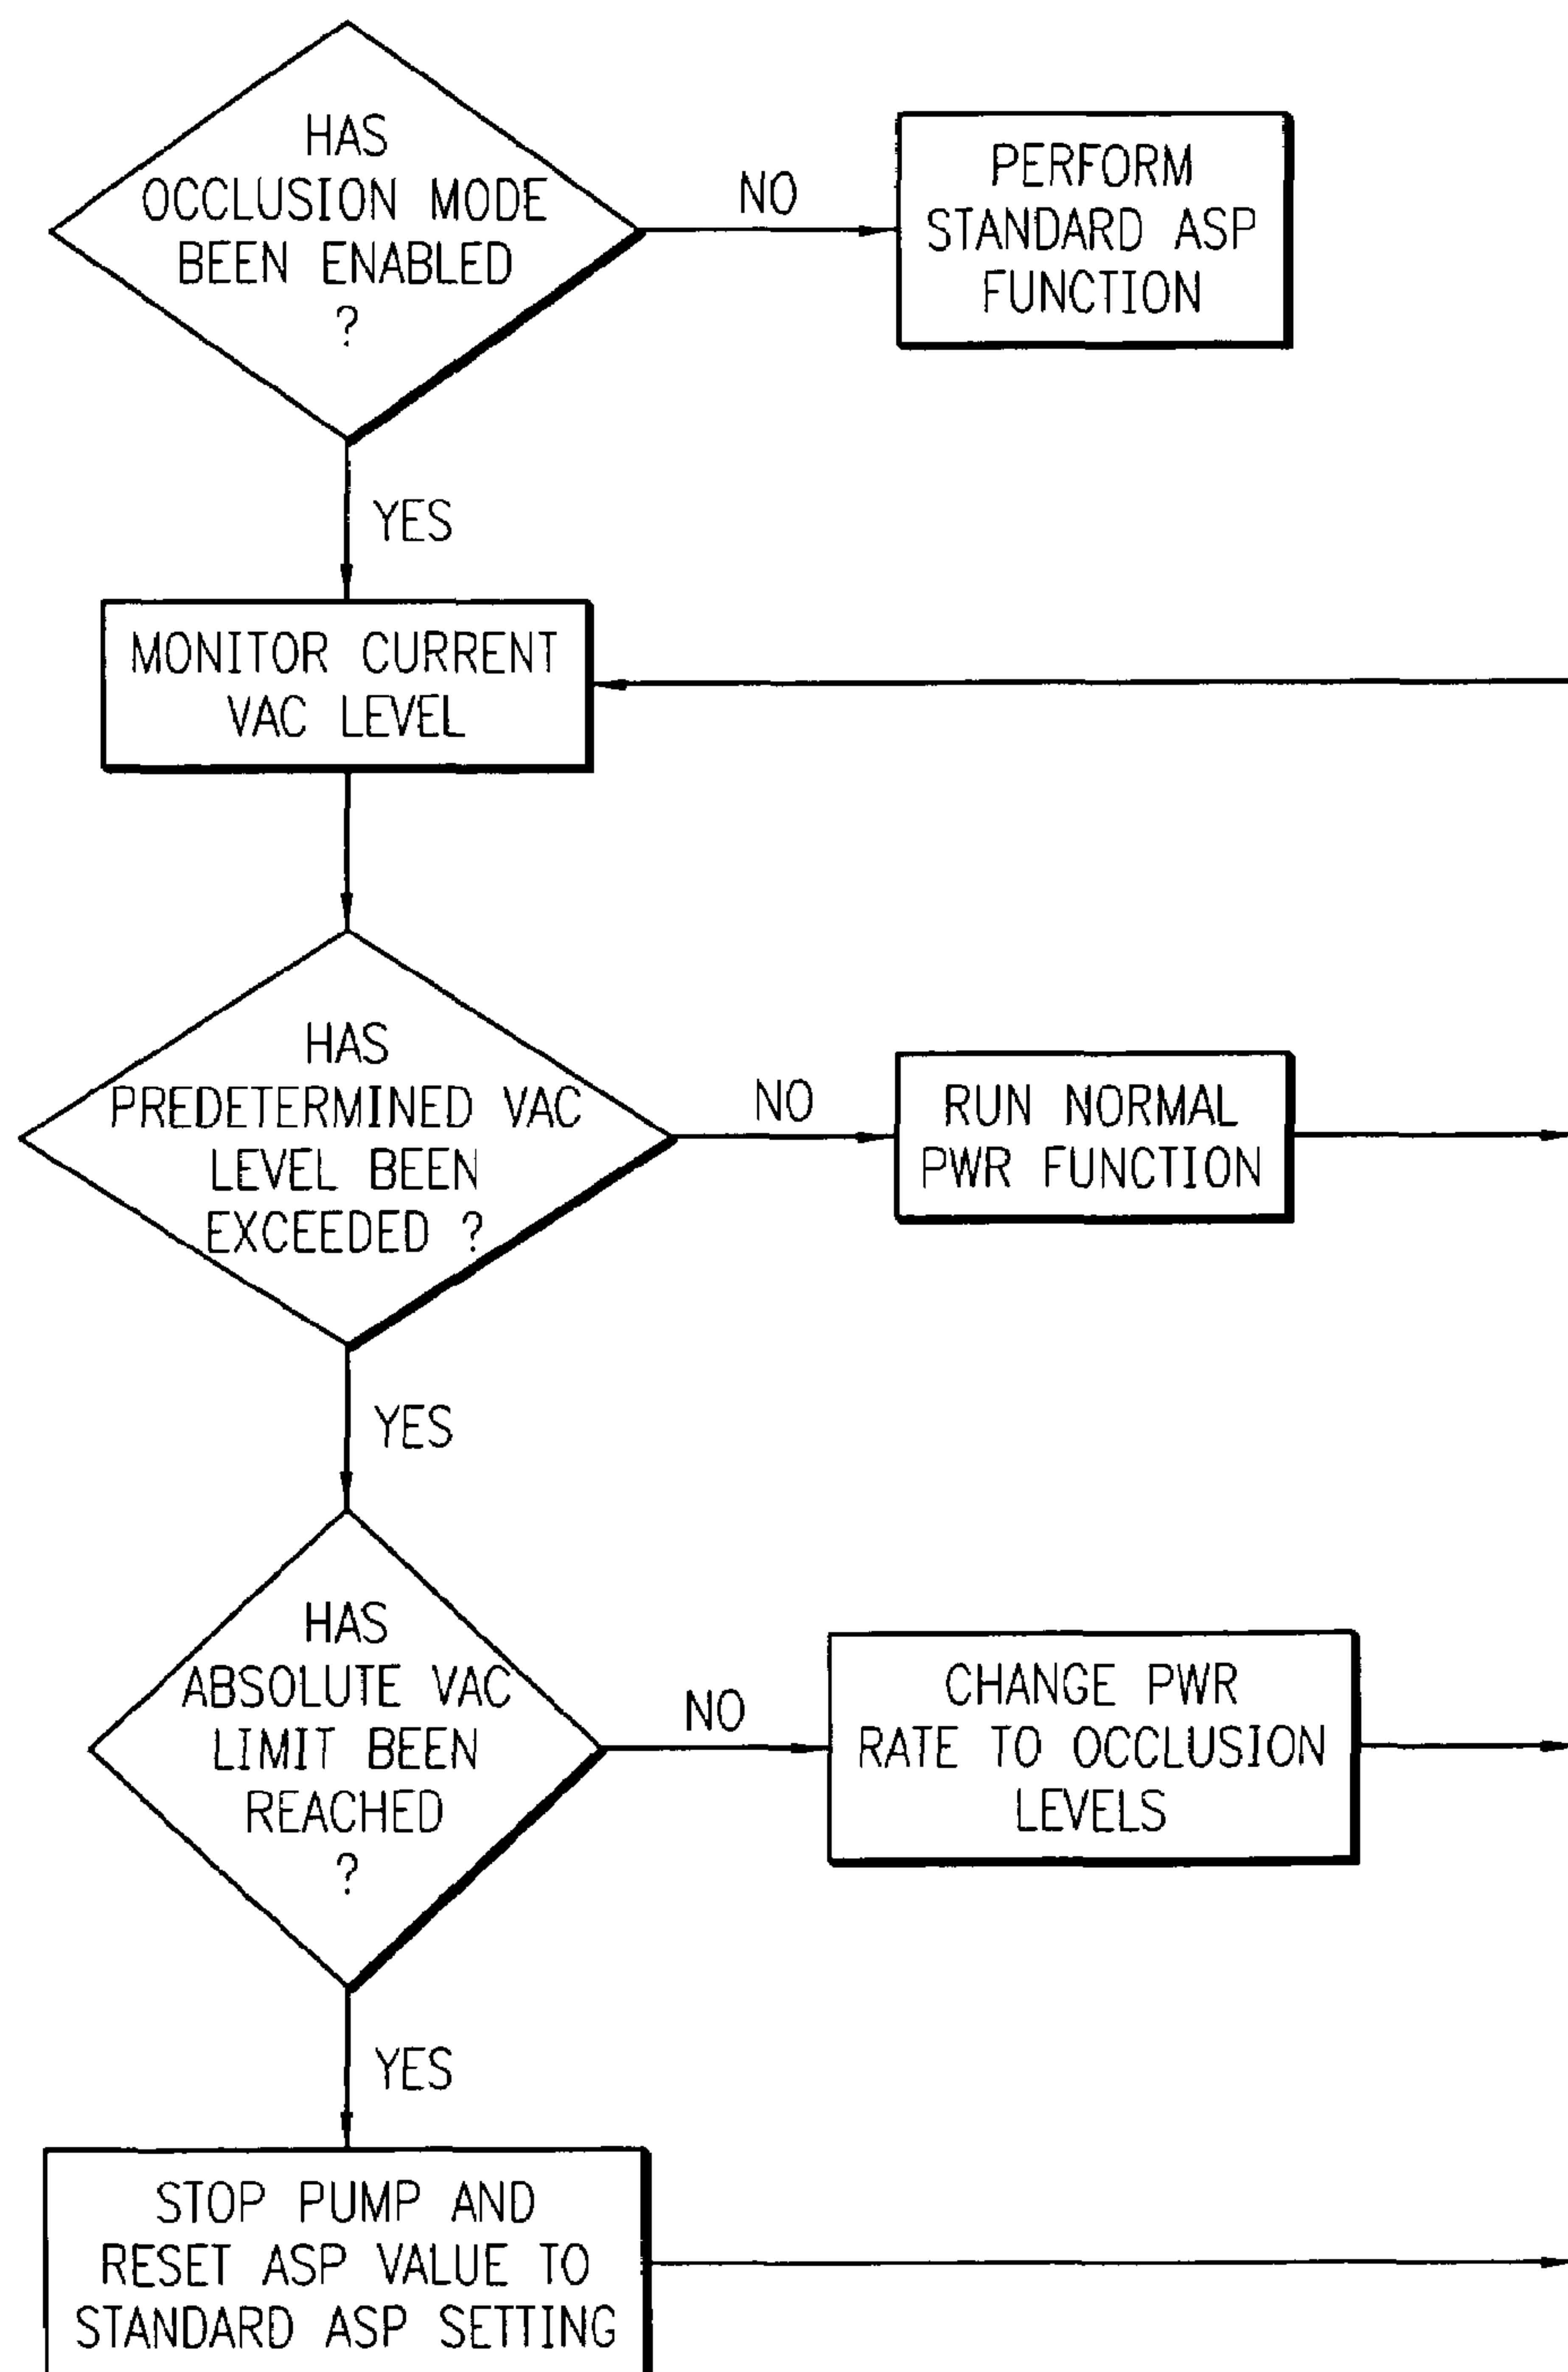 HAS
OCCLUSION MODE
BEEN ENABLED
?
NO
PERFORM
STANDARD ASP
FUNCTION
YES
MONITOR CURRENT
VAC LEVEL
HAS
PREDETERMINED VAC
LEVEL BEEN
EXCEEDED ?
NO
RUN NORMAL
PWR FUNCTION
YES
HAS
ABSOLUTE VAC
LIMIT BEEN
REACHED
?
NO
CHANGE PWR
RATE TO OCCLUSION
LEVELS
YES
STOP PUMP AND
RESET ASP VALUE TO
STANDARD ASP SETTING